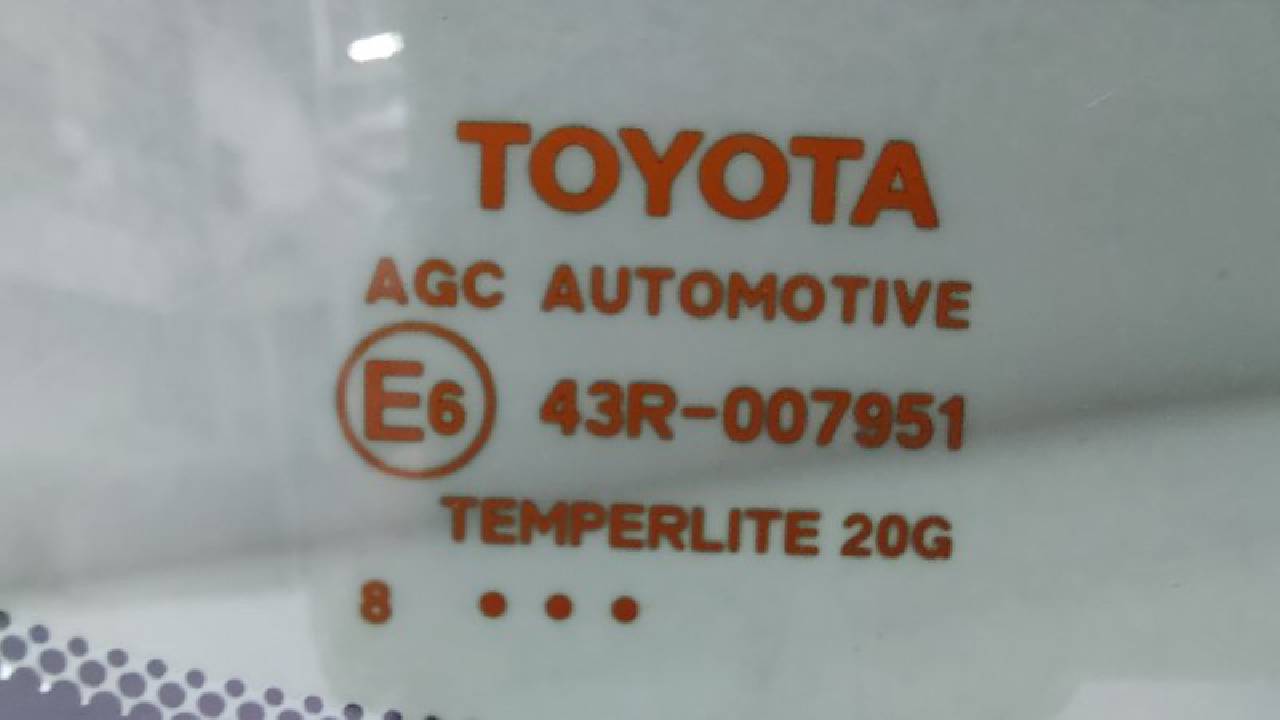 TOYOTA
AGC AUTOMOTIVE
E6 43R-007951
TEMPERLITE 20G
8 • • •